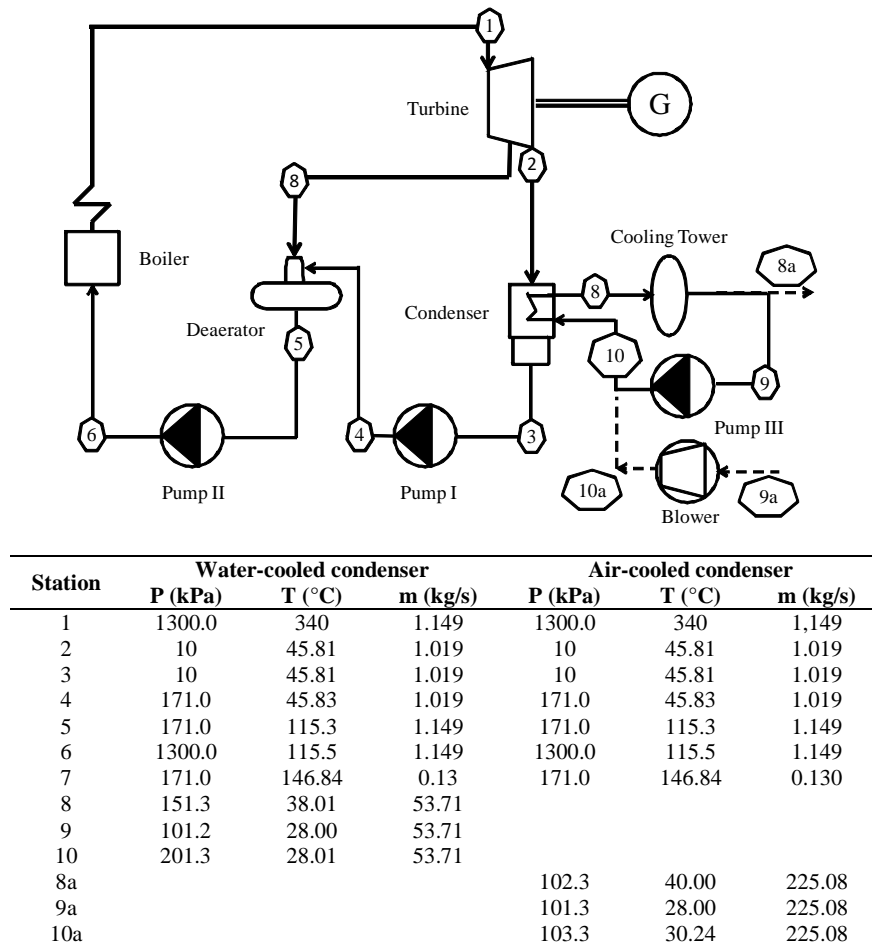 1
Turbine
G
8
2
Cooling Tower
Boiler
8a
Condenser
8
Deaerator
5
10
9
6
4
3
Pump III
Pump II
Pump I
10a
9a
Blower
Station Water-cooled condenser Air-cooled condenser
P (kPa) T (°C) m (kg/s) P (kPa) T (°C) m (kg/s)
1 1300.0 340 1.149 1300.0 340 1,149
2 10 45.81 1.019 10 45.81 1.019
3 10 45.81 1.019 10 45.81 1.019
4 171.0 45.83 1.019 171.0 45.83 1.019
5 171.0 115.3 1.149 171.0 115.3 1.149
6 1300.0 115.5 1.149 1300.0 115.5 1.149
7 171.0 146.84 0.13 171.0 146.84 0.130
8 151.3 38.01 53.71
9 101.2 28.00 53.71
10 201.3 28.01 53.71
8a 102.3 40.00 225.08
9a 101.3 28.00 225.08
10a 103.3 30.24 225.08